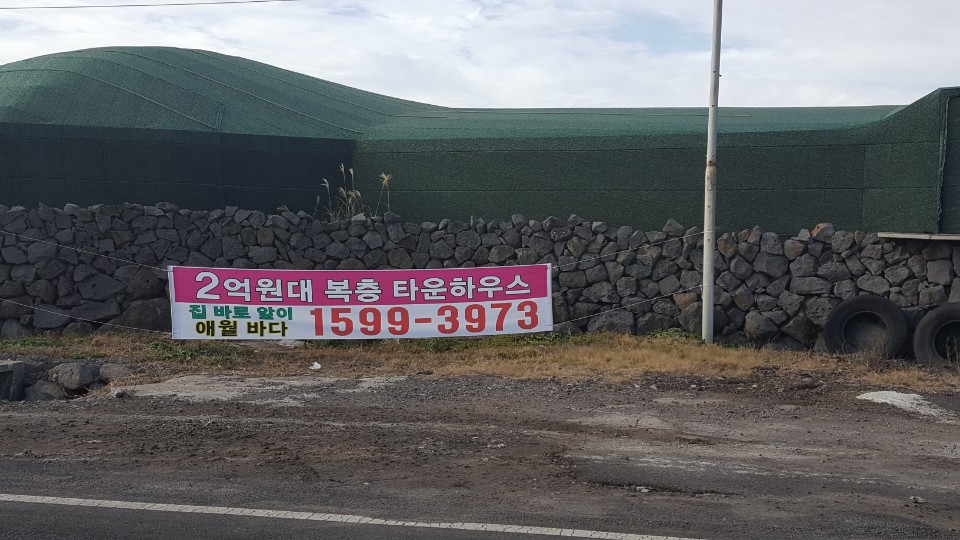 2억원대 복층 타운하우스
집 바로 앞이
애월 바다
1599-3973